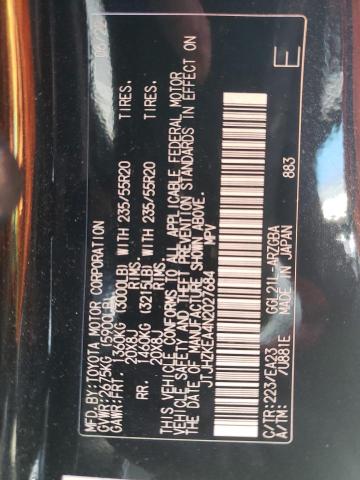 MFD.BY:TOYOTA MOTOR CORPORATION
GVWR:2675KG (5900LB)
GAWR:FRT. 1360KG (3000LB) WITH 235/55R20 TIRES.
20X8J RIMS.
RR. 1460KG (3215LB) WITH 235/55R20 TIRES.
20X8J RIMS.
THIS VEHICLE CONFORMS TO ALL APPLICABLE FEDERAL MOTOR
VEHICLE SAFETY AND THEFT PREVENTION STANDARDS IN EFFECT ON THE
DATE OF MANUFACTURE SHOWN ABOVE.
JTJHZKEA4N2027684 MPV
GGL21L-ARZGBA
C/TR:223/EA23 MADE IN JAPAN
A/TM: /U881E 883
E